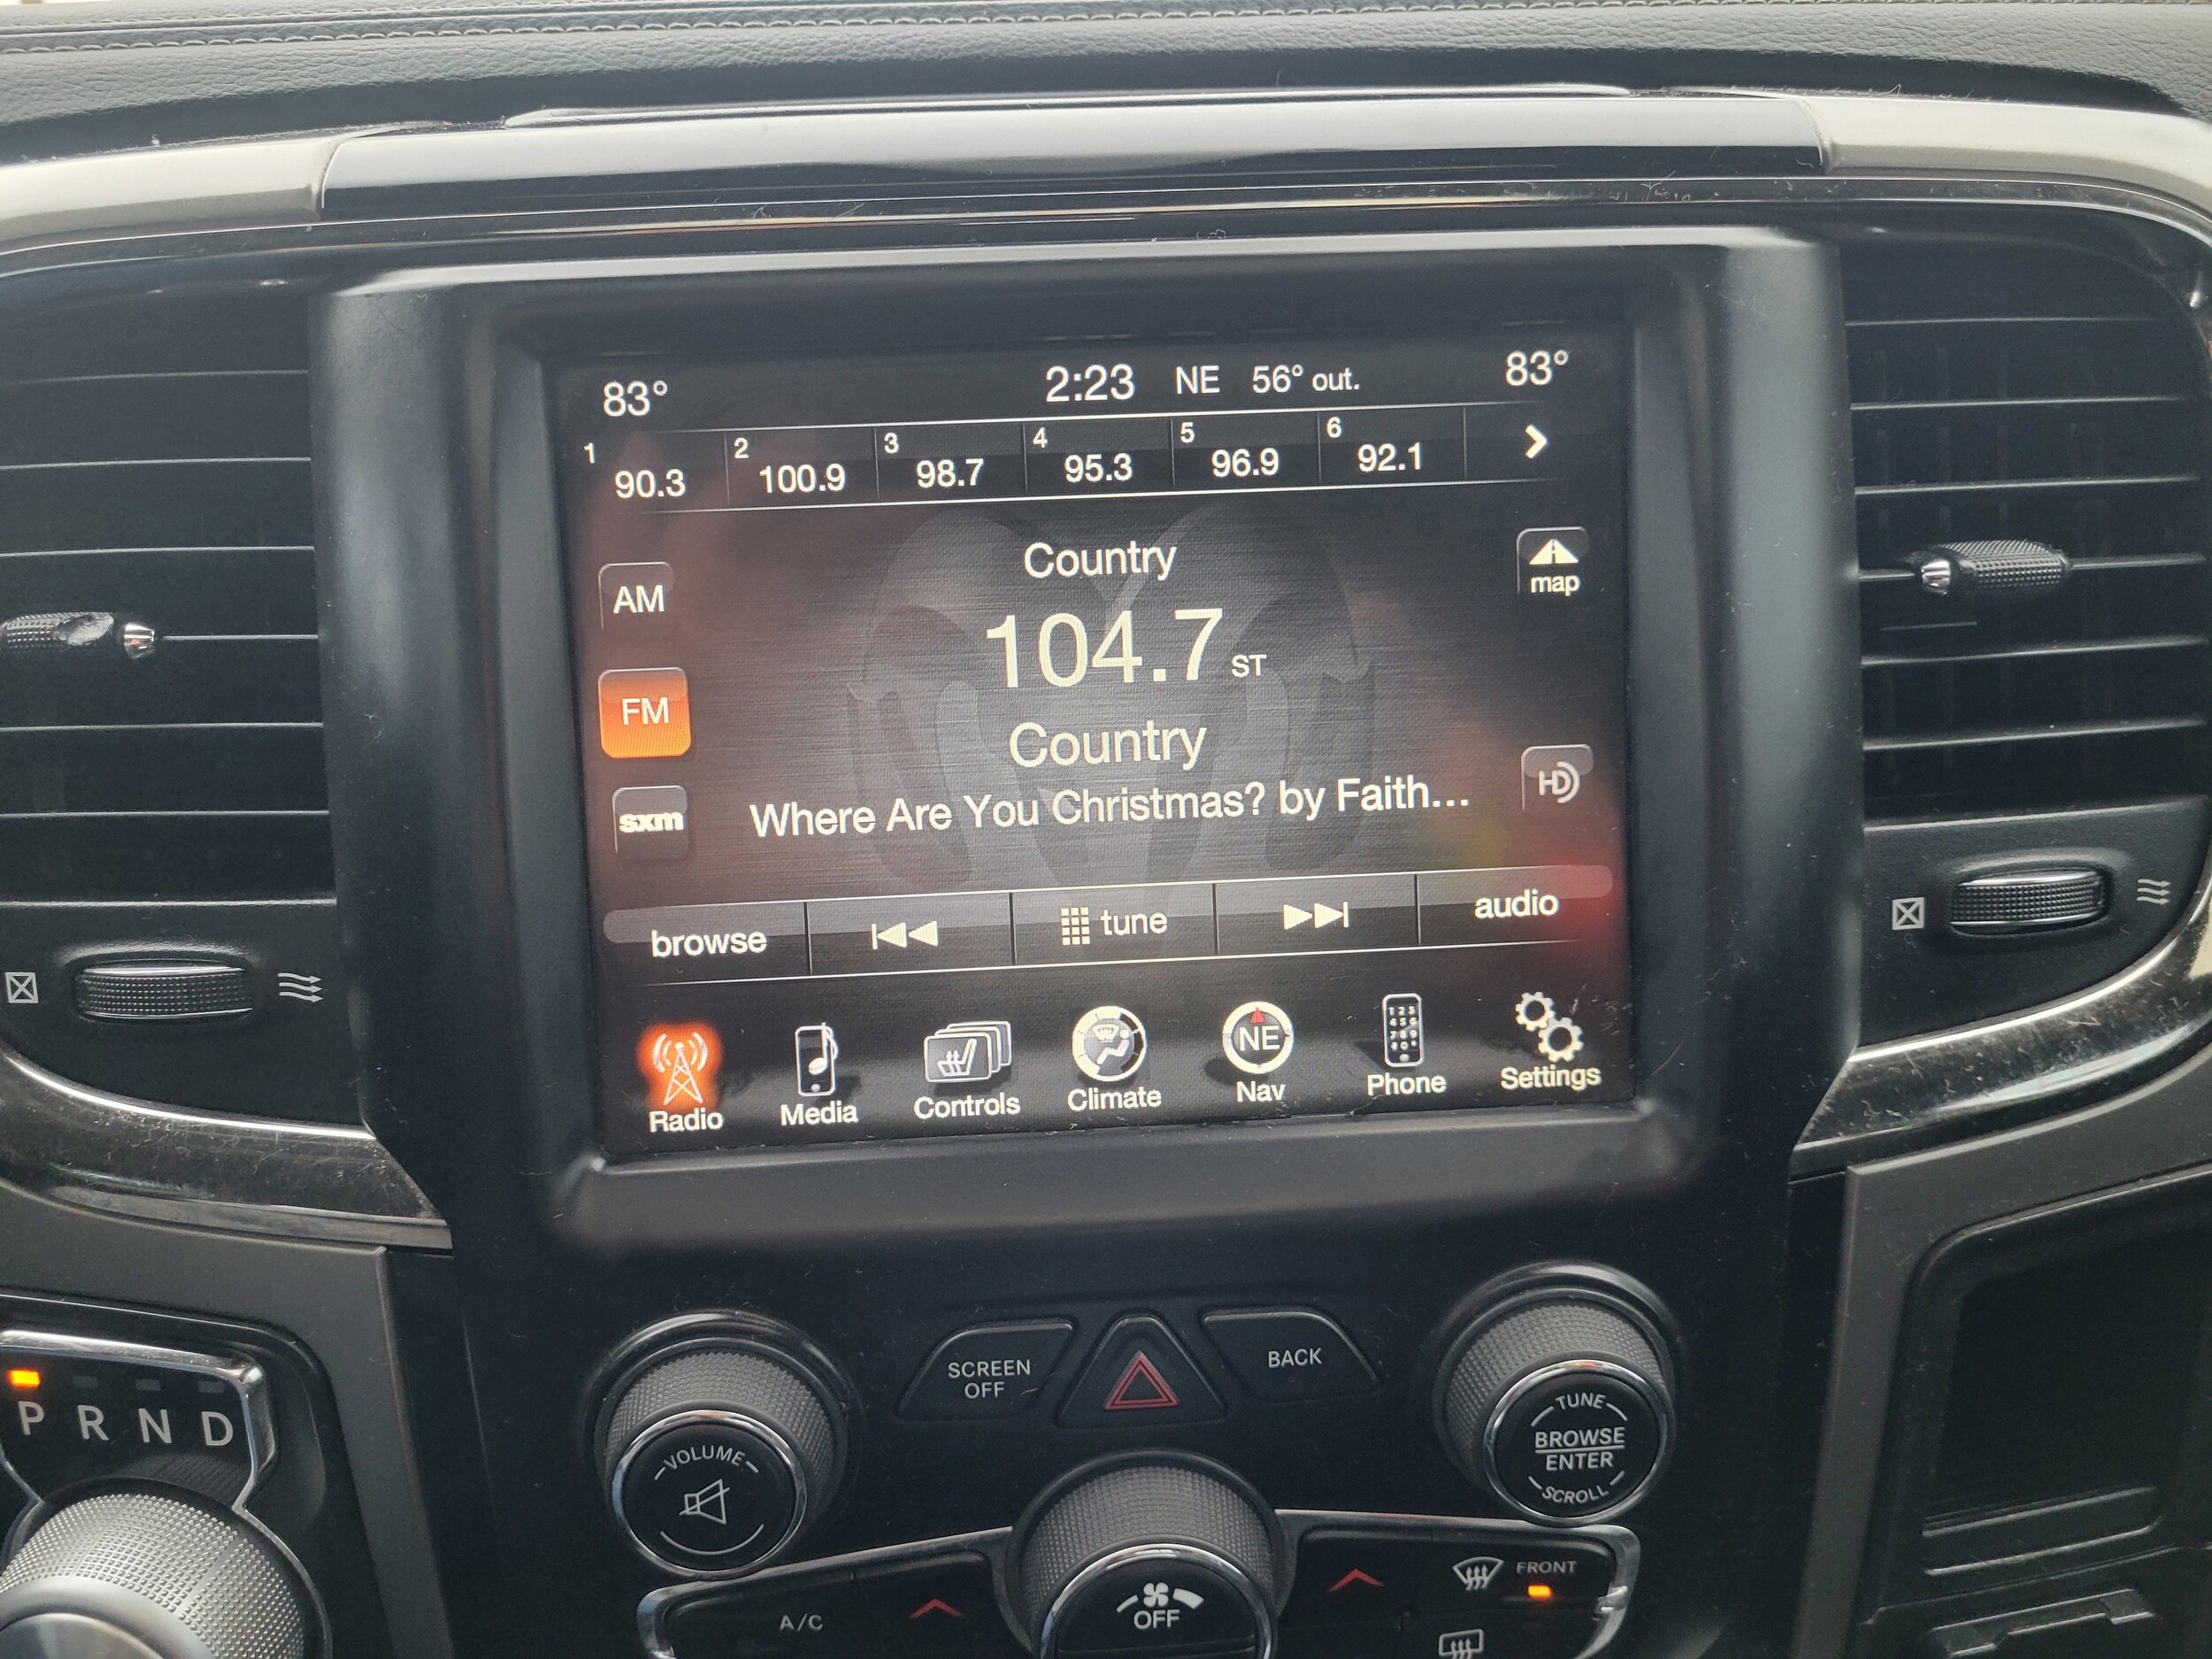 83° 2:23 NE 56° out. 83°
1 90.3 2 100.9 3 98.7 4 95.3 5 96.9 6 92.1
Country
map
AM
104.7 ST
FM
Country
HD
sxm
Where Are You Christmas? by Faith...
browse tune audio
NE
Radio Media Controls Climate Nav Phone Settings
SCREEN OFF
BACK
P R N D
VOLUME
TUNE
BROWSE
ENTER
SCROLL
A/C
OFF
FRONT